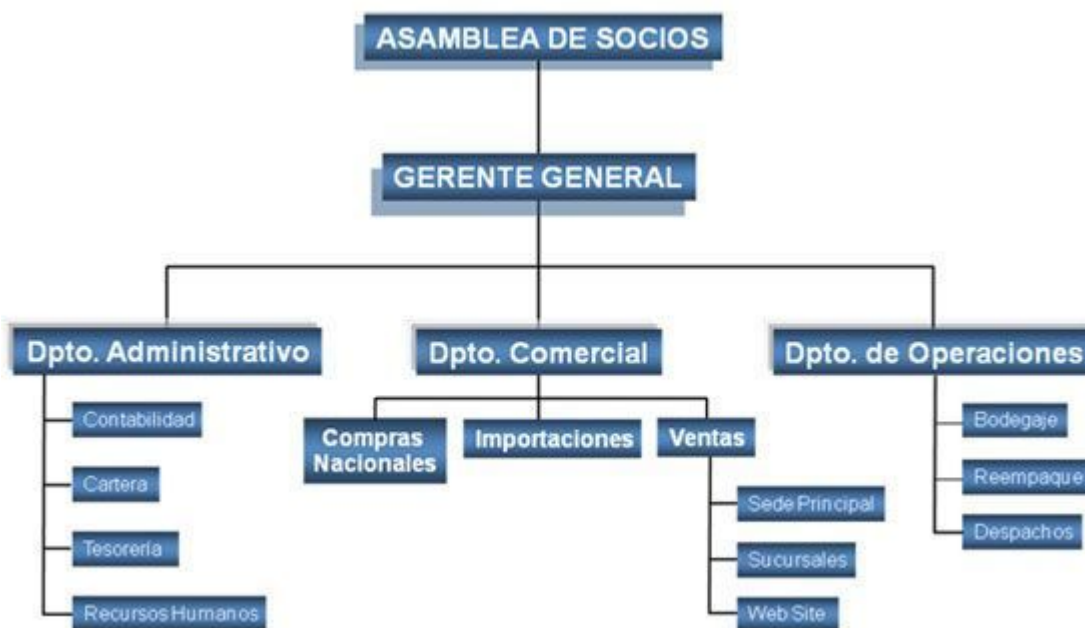 ASAMBLEA DE SOCIOS
GERENTE GENERAL
Dpto. Administrativo
Contabilidad
Cartera
Tesorería
Recursos Humanos
Dpto. Comercial
Compras
Nacionales
Importaciones
Ventas
Sede Principal
Sucursales
Web Site
Dpto. de Operaciones
Bodegaje
Reempaque
Despachos